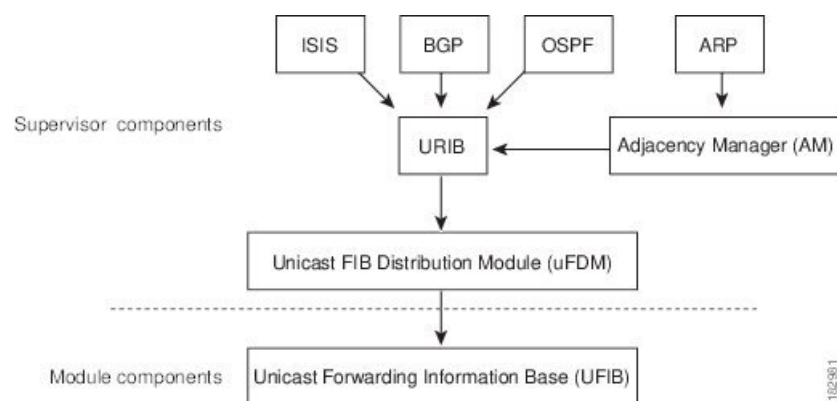 ISIS
BGP
OSPF
ARP
Supervisor components
URIB
Adjacency Manager (AM)
Unicast FIB Distribution Module (uFDM)
Module components
Unicast Forwarding Information Base (UFIB)
182981